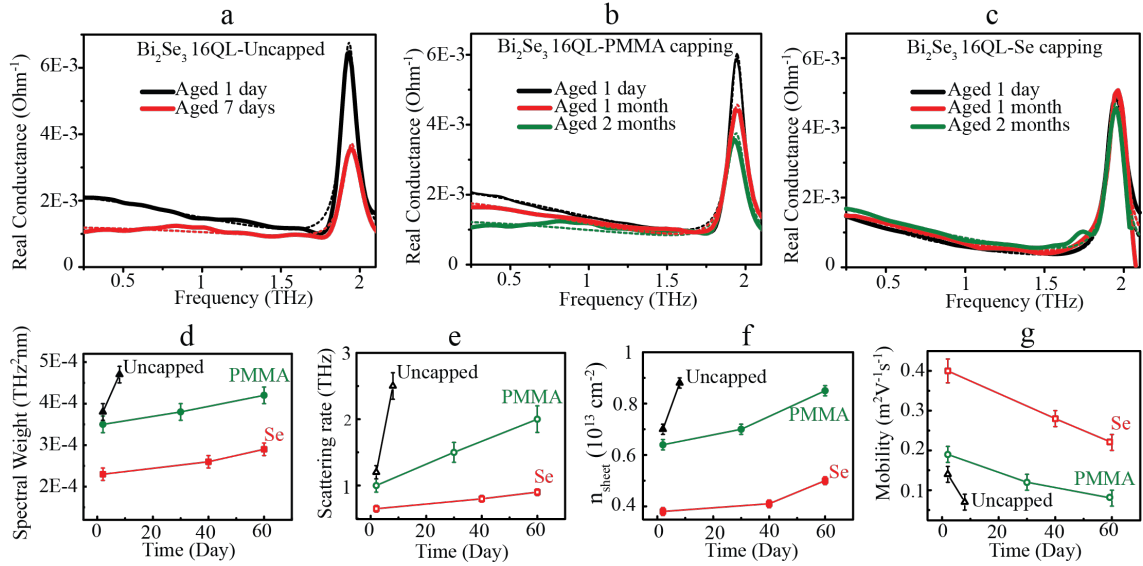 a
Bi₂Se₃ 16QL-Uncapped
Aged 1 day
Aged 7 days
Real Conductance (Ohm⁻¹)
6E-3
4E-3
2E-3
0
0.5 1 1.5 2
Frequency (THz)
b
Bi₂Se₃ 16QL-PMMA capping
Aged 1 day
Aged 1 month
Aged 2 months
Real Conductance (Ohm⁻¹)
6E-3
4E-3
2E-3
0
0.5 1 1.5 2
Frequency (THz)
c
Bi₂Se₃ 16QL-Se capping
Aged 1 day
Aged 1 month
Aged 2 months
Real Conductance (Ohm⁻¹)
6E-3
4E-3
2E-3
0
0.5 1 1.5 2
Frequency (THz)
d
Spectral Weight (THz²nm)
5E-4
4E-4
3E-4
2E-4
Uncapped
PMMA
Se
0 20 40 60
Time (Day)
e
Scattering rate (THz)
3
2
1
0
Uncapped
PMMA
Se
0 20 40 60
Time (Day)
f
n sheet (10¹³ cm⁻²)
1
0.8
0.6
0.4
Uncapped
PMMA
Se
0 20 40 60
Time (Day)
g
Mobility (m²V⁻¹s⁻¹)
0.4
0.3
0.2
0.1
Se
PMMA
Uncapped
0 20 40 60
Time (Day)